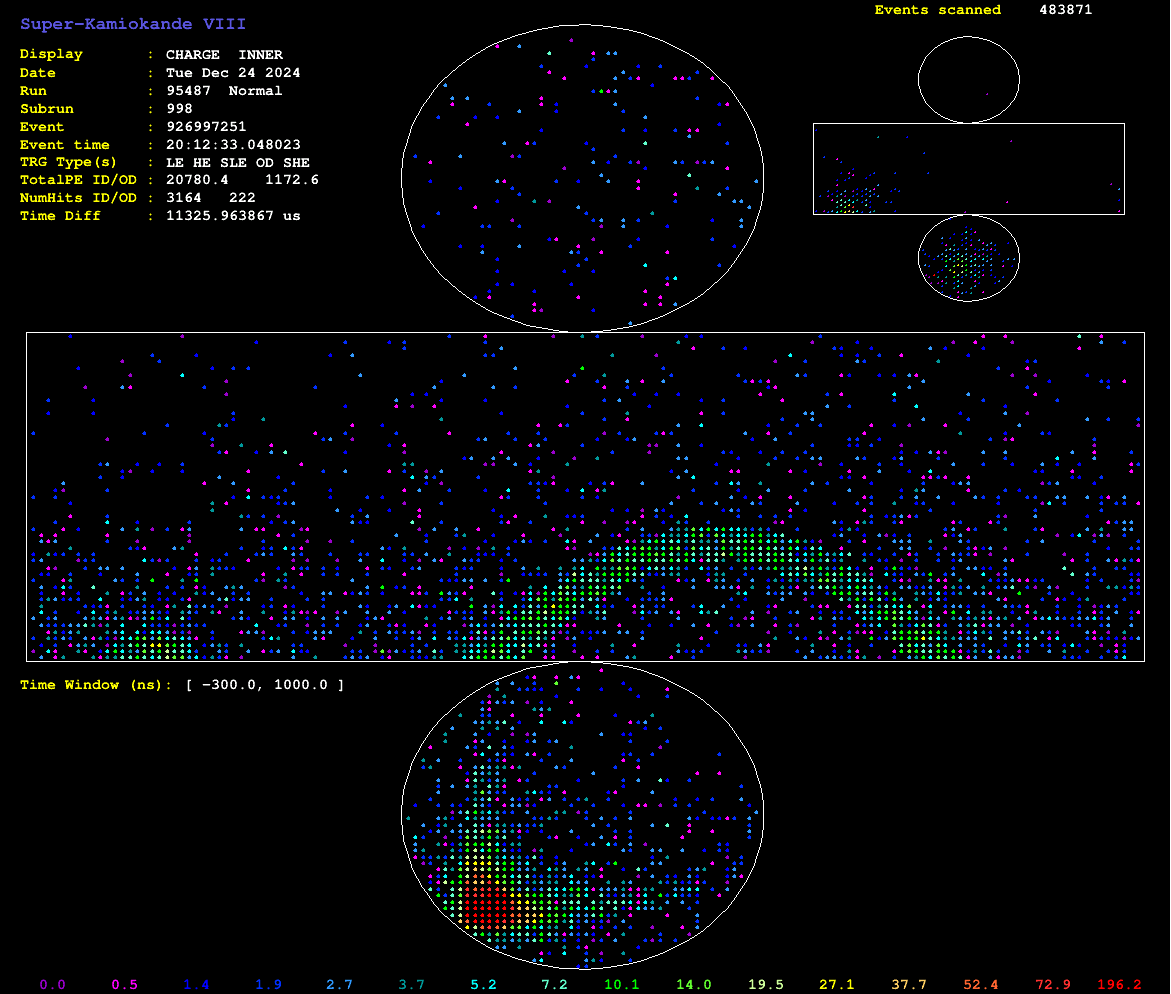 Super-Kamiokande VIII
Events scanned 483871
Display : CHARGE INNER
Date : Tue Dec 24 2024
Run : 95487 Normal
Subrun : 998
Event : 926997251
Event time : 20:12:33.048023
TRG Type(s) : LE HE SLE OD SHE
TotalPE ID/OD : 20780.4 1172.6
NumHits ID/OD : 3164 222
Time Diff : 11325.963867 us
Time Window (ns): [ -300.0, 1000.0 ]
0.0 0.5 1.4 1.9 2.7 3.7 5.2 7.2 10.1 14.0 19.5 27.1 37.7 52.4 72.9 196.2